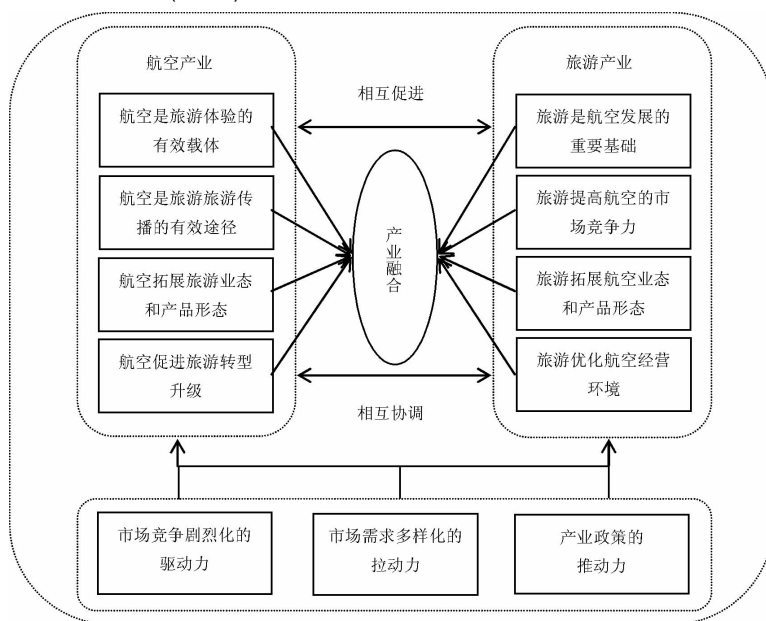 航空产业
航空是旅游体验的
有效载体
航空是旅游旅游传
播的有效途径
航空拓展旅游业态
和产品形态
航空促进旅游转型
升级
相互促进
产
业
融
合
相互协调
旅游产业
旅游是航空发展的
重要基础
旅游提高航空的市
场竞争力
旅游拓展航空业态
和产品形态
旅游优化航空经营
环境
市场竞争剧烈化的
驱动力
市场需求多样化的
拉动力
产业政策的
推动力